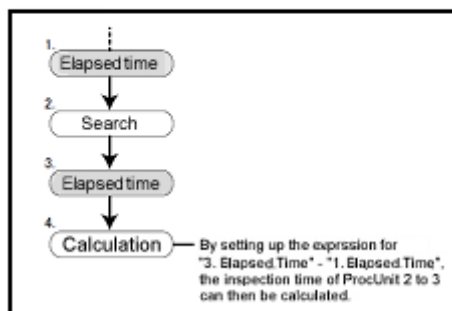 1.
Elapsed time
2.
Search
3.
Elapsed time
4.
Calculation
By setting up the exprssion for
"3. Elapsed.Time" - "1. Elapsed.Time",
the inspection time of ProcUnit 2 to 3
can then be calculated.